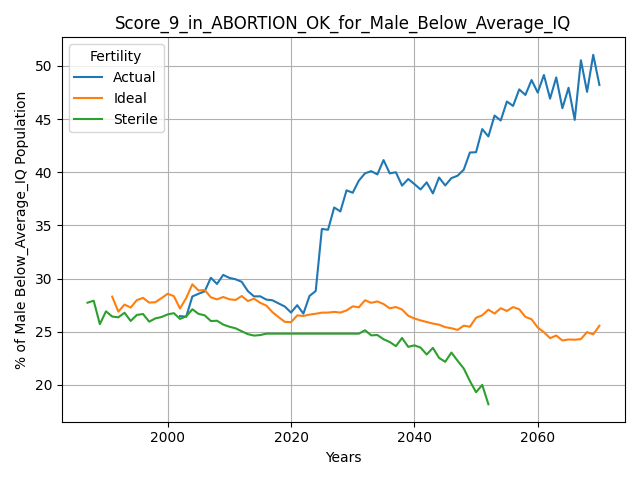 Score_9_in_ABORTION_OK_for_Male_Below_Average_IQ
Fertility
Actual
Ideal
Sterile
% of Male Below_Average_IQ Population
50
45
40
35
30
25
20
2000
2020
2040
2060
Years